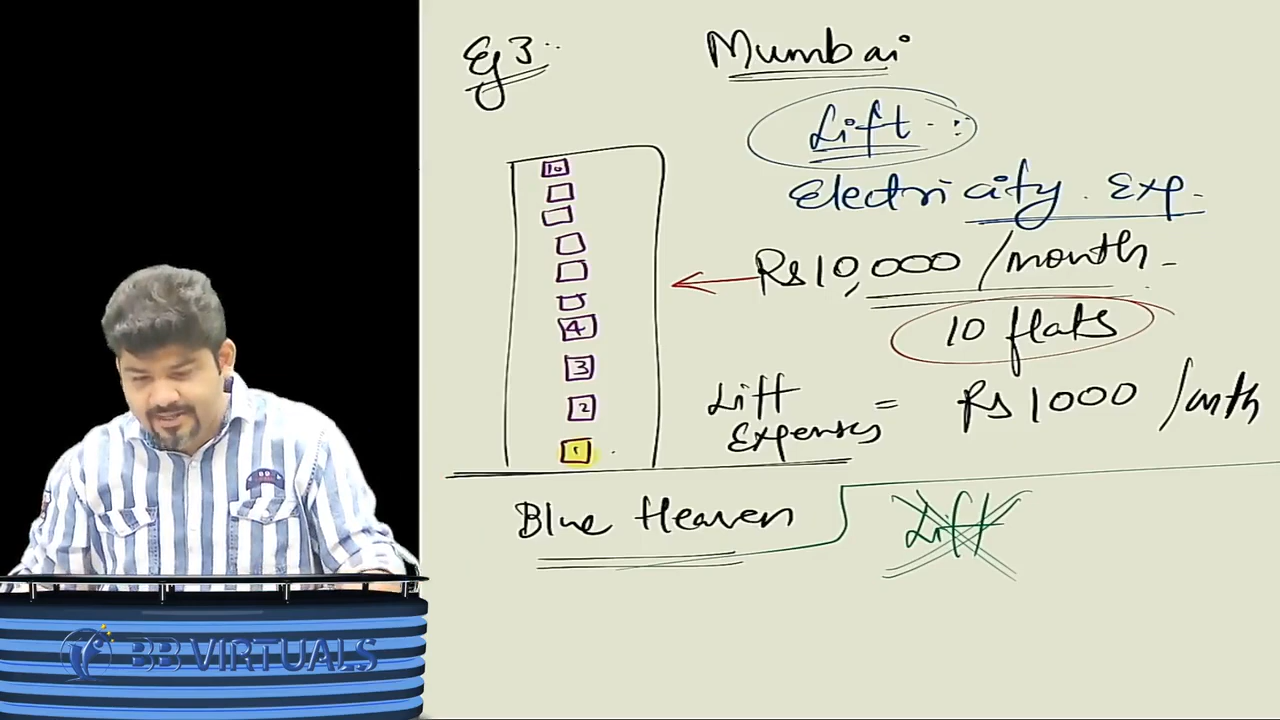 Eg 3:
Mumbai
Lift :
Electricity Exp.
Rs 10,000 /month
10 flats
10
4
3
2
1
Lift Expenses = Rs 1000 /mth
Blue Heaven
Lift
BB VIRTUALS